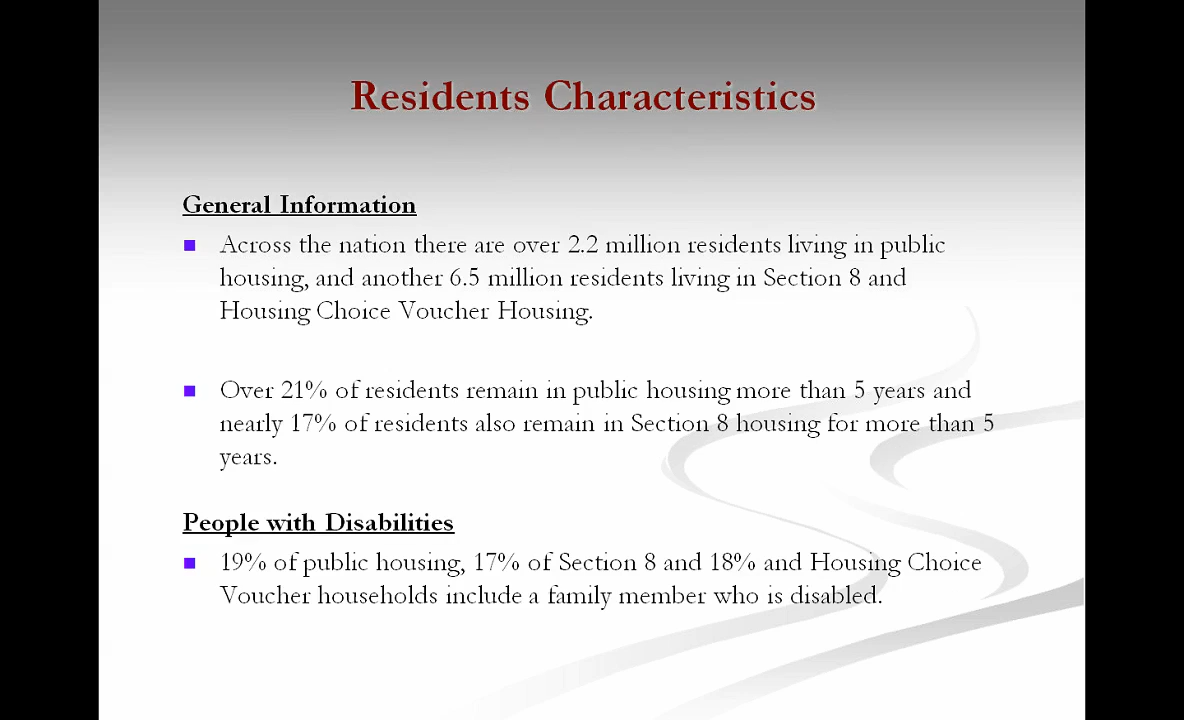 Residents Characteristics
General Information
Across the nation there are over 2.2 million residents living in public
housing, and another 6.5 million residents living in Section 8 and
Housing Choice Voucher Housing.
Over 21% of residents remain in public housing more than 5 years and
nearly 17% of residents also remain in Section 8 housing for more than 5
years.
People with Disabilities
19% of public housing, 17% of Section 8 and 18% and Housing Choice
Voucher households include a family member who is disabled.